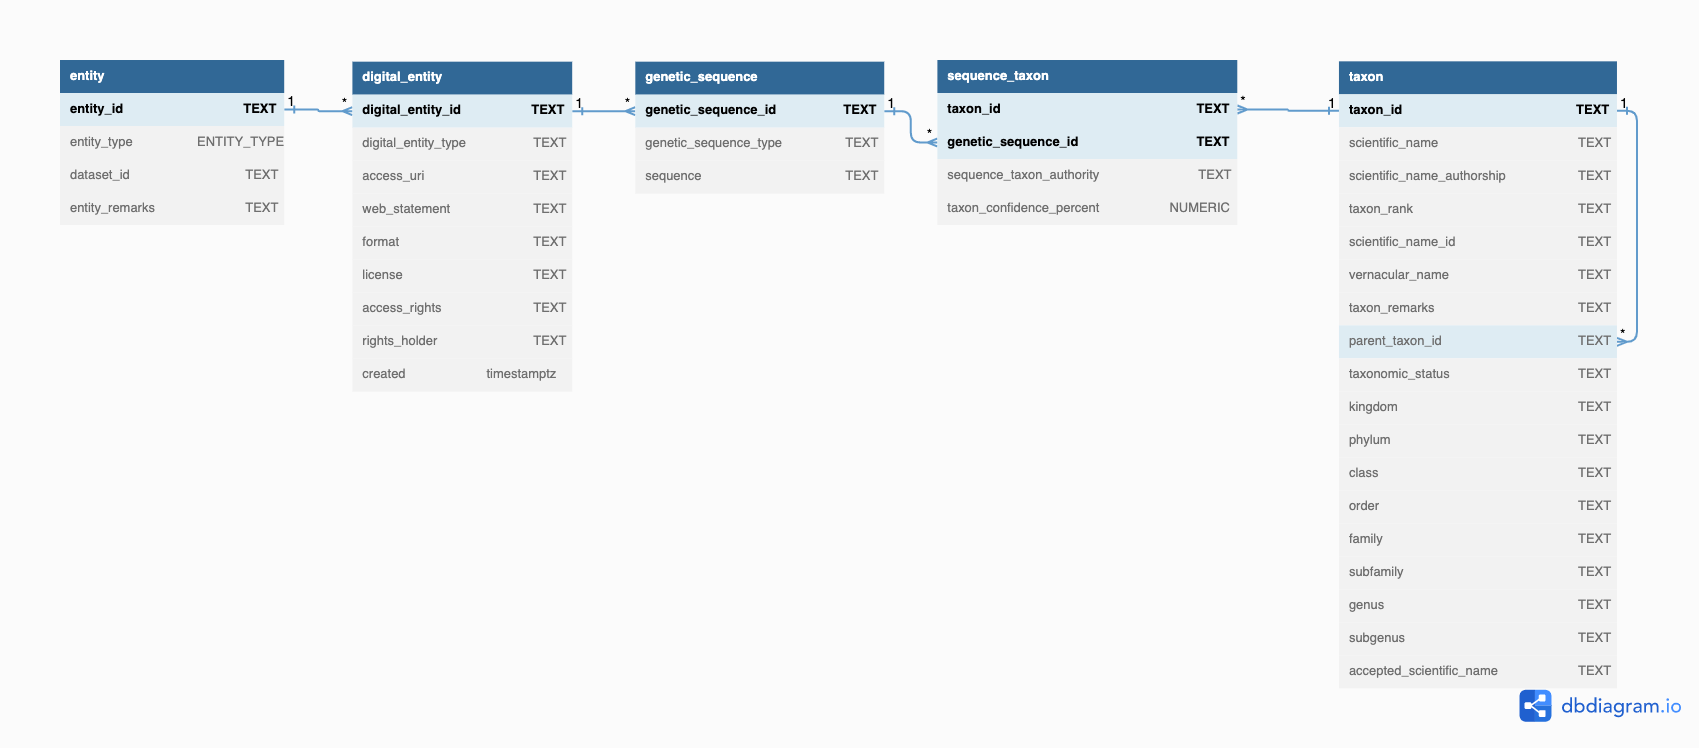 entity
entity_id TEXT
entity_type ENTITY_TYPE
dataset_id TEXT
entity_remarks TEXT
1
*
digital_entity
digital_entity_id TEXT
digital_entity_type TEXT
access_uri TEXT
web_statement TEXT
format TEXT
license TEXT
access_rights TEXT
rights_holder TEXT
created timestamptz
1
*
genetic_sequence
genetic_sequence_id TEXT
genetic_sequence_type TEXT
sequence TEXT
1
*
sequence_taxon
taxon_id TEXT
genetic_sequence_id TEXT
sequence_taxon_authority TEXT
taxon_confidence_percent NUMERIC
*
1
taxon
taxon_id TEXT
scientific_name TEXT
scientific_name_authorship TEXT
taxon_rank TEXT
scientific_name_id TEXT
vernacular_name TEXT
taxon_remarks TEXT
parent_taxon_id TEXT
taxonomic_status TEXT
kingdom TEXT
phylum TEXT
class TEXT
order TEXT
family TEXT
subfamily TEXT
genus TEXT
subgenus TEXT
accepted_scientific_name TEXT
1
*
dbdiagram.io